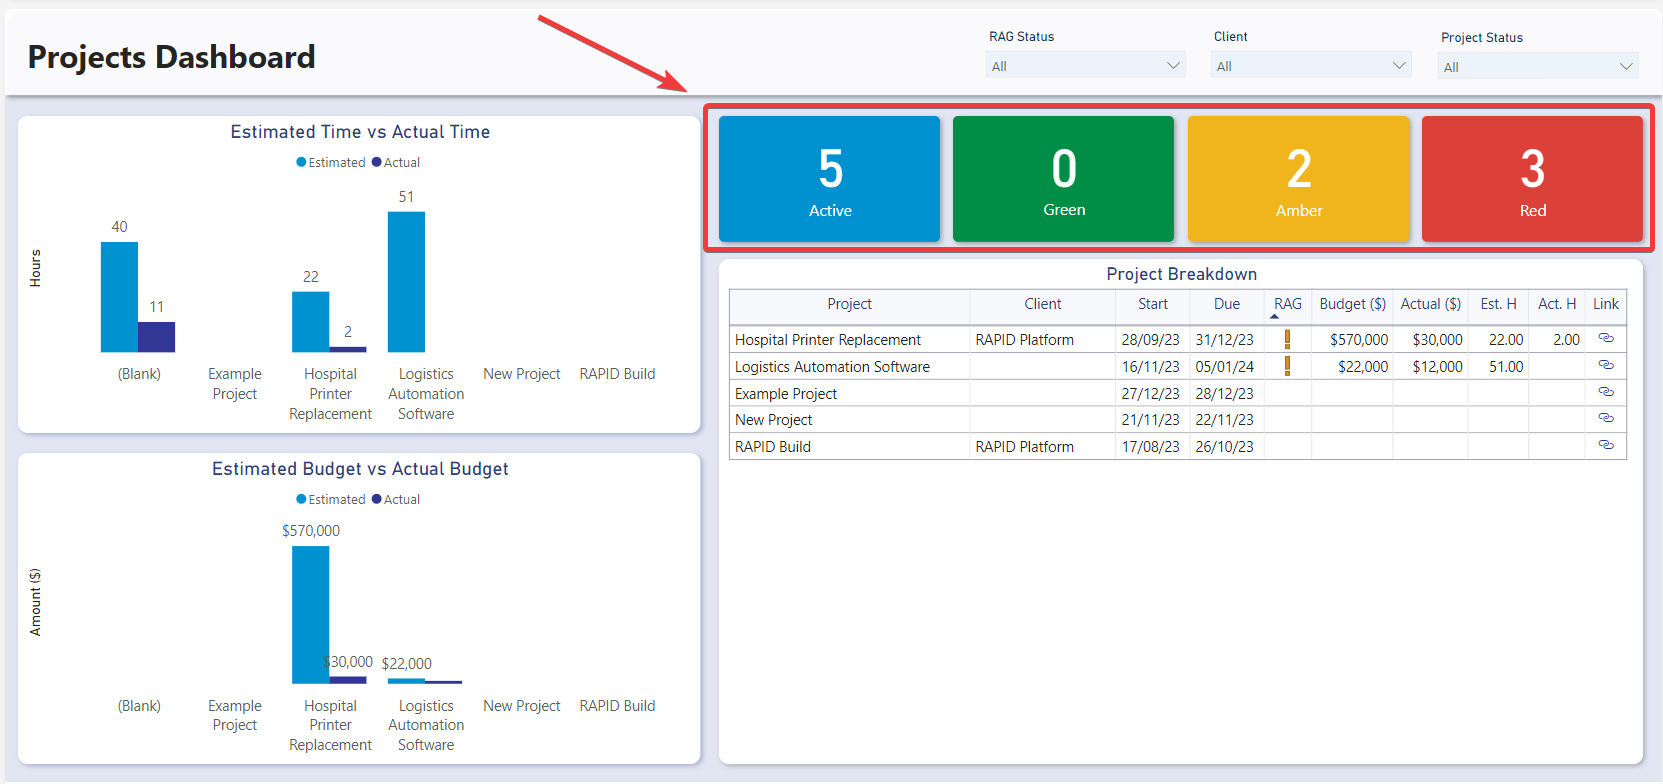 Projects Dashboard
RAG Status
All
Client
All
Project Status
All
Estimated Time vs Actual Time
Estimated Actual
Hours
40
11
22
2
51
(Blank)
Example
Project
Hospital
Printer
Replacement
Logistics
Automation
Software
New Project
RAPID Build
Estimated Budget vs Actual Budget
Estimated Actual
Amount ($)
$570,000
$30,000
$22,000
(Blank)
Example
Project
Hospital
Printer
Replacement
Logistics
Automation
Software
New Project
RAPID Build
5
Active
0
Green
2
Amber
3
Red
Project Breakdown
Project Client Start Due RAG Budget ($) Actual ($) Est. H Act. H Link
Hospital Printer Replacement RAPID Platform 28/09/23 31/12/23 $570,000 $30,000 22.00 2.00
Logistics Automation Software 16/11/23 05/01/24 $22,000 $12,000 51.00
Example Project 27/12/23 28/12/23
New Project 21/11/23 22/11/23
RAPID Build RAPID Platform 17/08/23 26/10/23